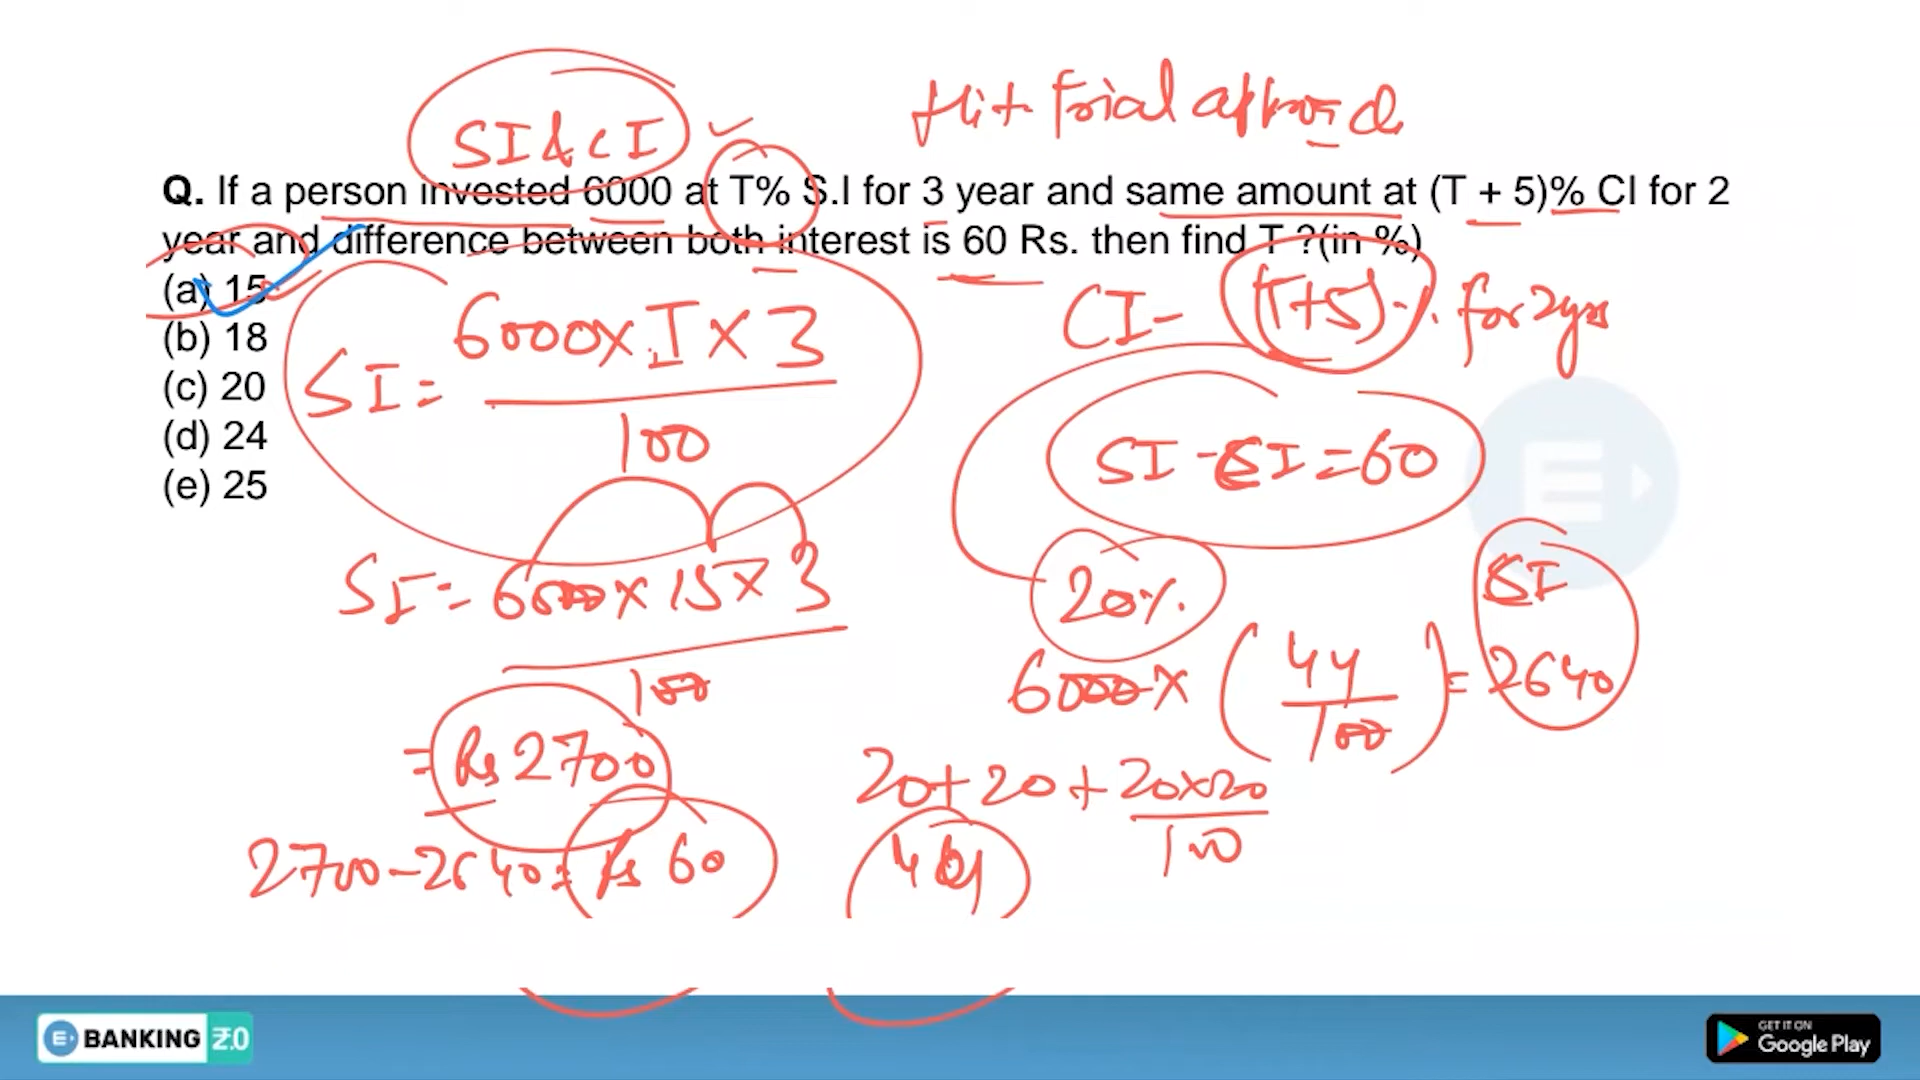 SI & CI
Hit & Trial approach
Q. If a person invested 6000 at T% S.I for 3 year and same amount at (T + 5)% CI for 2
year and difference between both interest is 60 Rs. then find T ?(in %)
(a) 15
(b) 18
(c) 20
(d) 24
(e) 25
SI = 6000 x T x 3
100
CI - (T+5)% for 2 yrs
SI - CI = 60
SI = 6000 x 15 x 3
100
= Rs 2700
2700 - 2640 = Rs 60
20%
CI
6000 x (44/100) = 2640
20 + 20 + 20x20
100
BANKING 2.0
GET IT ON
Google Play